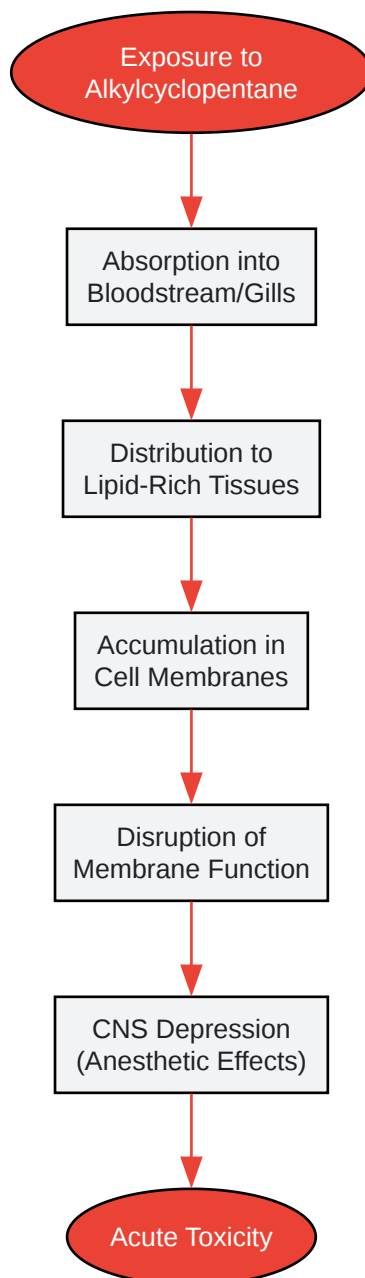 Exposure to
Alkylcyclopentane
Absorption into
Bloodstream/Gills
Distribution to
Lipid-Rich Tissues
Accumulation in
Cell Membranes
Disruption of
Membrane Function
CNS Depression
(Anesthetic Effects)
Acute Toxicity